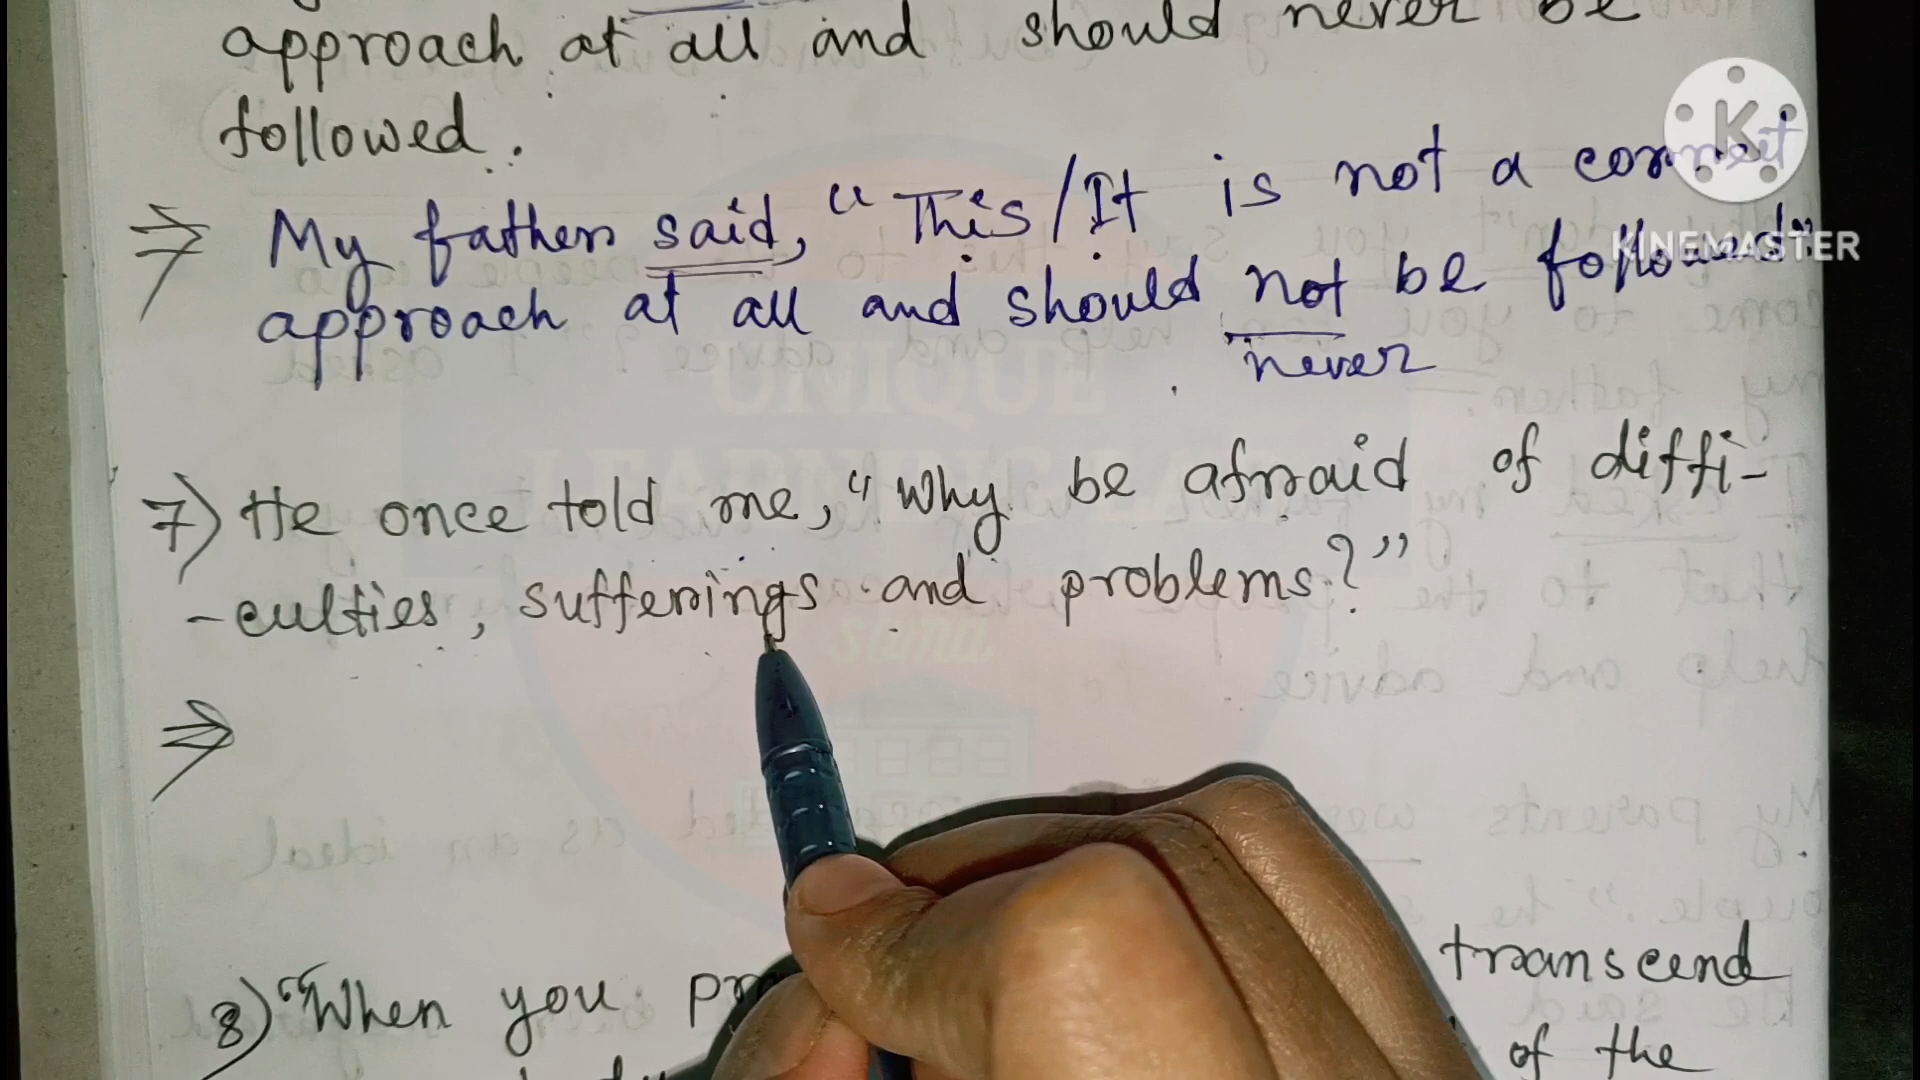 approach at all and should never be
followed.
⇒ My father said, "This/It is not a correct
approach at all and should not be followed"
never
7) He once told me, "Why be afraid of diffi-
-culties, sufferings and problems?"
⇒
8) "When you transcend
of the
KINEMASTER
UNIQUE
LEARNING